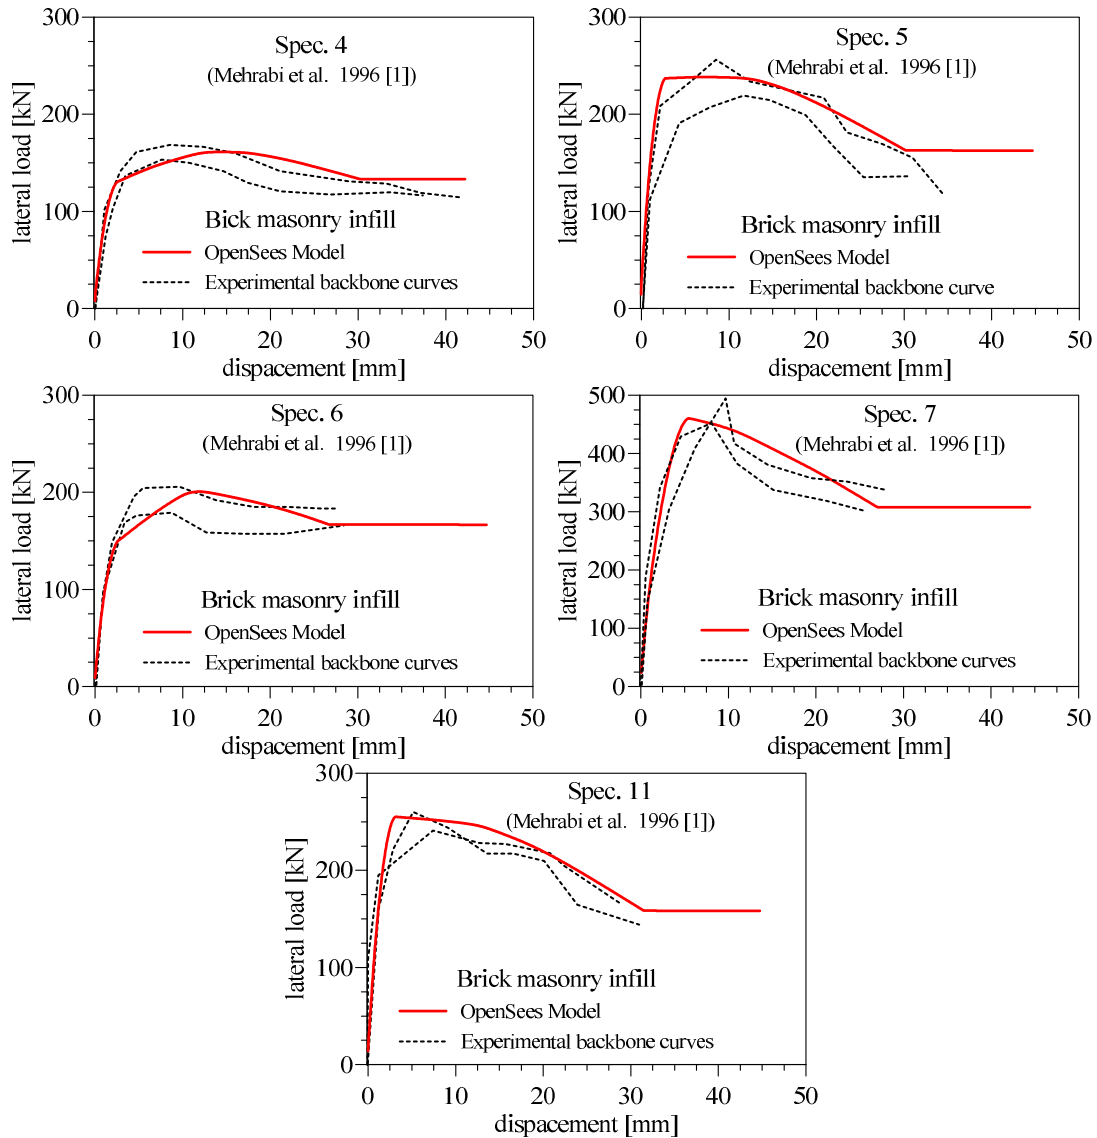 300
200
100
0
lateral load [kN]
Spec. 4
(Mehrabi et al. 1996 [1])
Bick masonry infill
OpenSees Model
Experimental backbone curves
0 10 20 30 40 50
dispacement [mm]
300
200
100
0
lateral load [kN]
Spec. 5
(Mehrabi et al. 1996 [1])
Brick masonry infill
OpenSees Model
Experimental backbone curve
0 10 20 30 40 50
dispacement [mm]
300
200
100
0
lateral load [kN]
Spec. 6
(Mehrabi et al. 1996 [1])
Brick masonry infill
OpenSees Model
Experimental backbone curves
0 10 20 30 40 50
dispacement [mm]
500
400
300
200
100
0
lateral load [kN]
Spec. 7
(Mehrabi et al. 1996 [1])
Brick masonry infill
OpenSees Model
Experimental backbone curves
0 10 20 30 40 50
dispacement [mm]
300
200
100
0
lateral load [kN]
Spec. 11
(Mehrabi et al. 1996 [1])
Brick masonry infill
OpenSees Model
Experimental backbone curves
0 10 20 30 40 50
dispacement [mm]